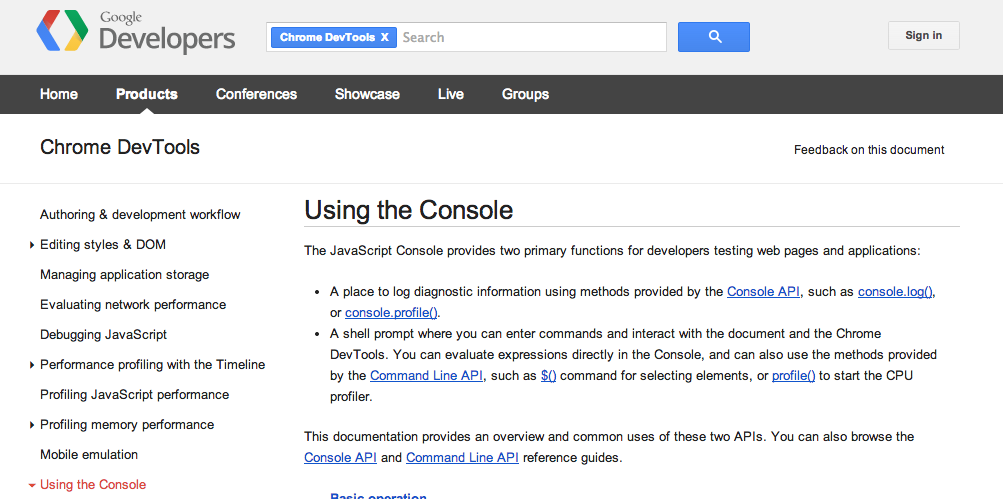 Google
Developers
Chrome DevTools X Search
Sign in
Home Products Conferences Showcase Live Groups
Chrome DevTools
Feedback on this document
Authoring & development workflow
Editing styles & DOM
Managing application storage
Evaluating network performance
Debugging JavaScript
Performance profiling with the Timeline
Profiling JavaScript performance
Profiling memory performance
Mobile emulation
Using the Console
Using the Console
The JavaScript Console provides two primary functions for developers testing web pages and applications:
• A place to log diagnostic information using methods provided by the Console API, such as console.log(),
or console.profile().
• A shell prompt where you can enter commands and interact with the document and the Chrome
DevTools. You can evaluate expressions directly in the Console, and can also use the methods provided
by the Command Line API, such as $() command for selecting elements, or profile() to start the CPU
profiler.
This documentation provides an overview and common uses of these two APIs. You can also browse the
Console API and Command Line API reference guides.
Basic operation